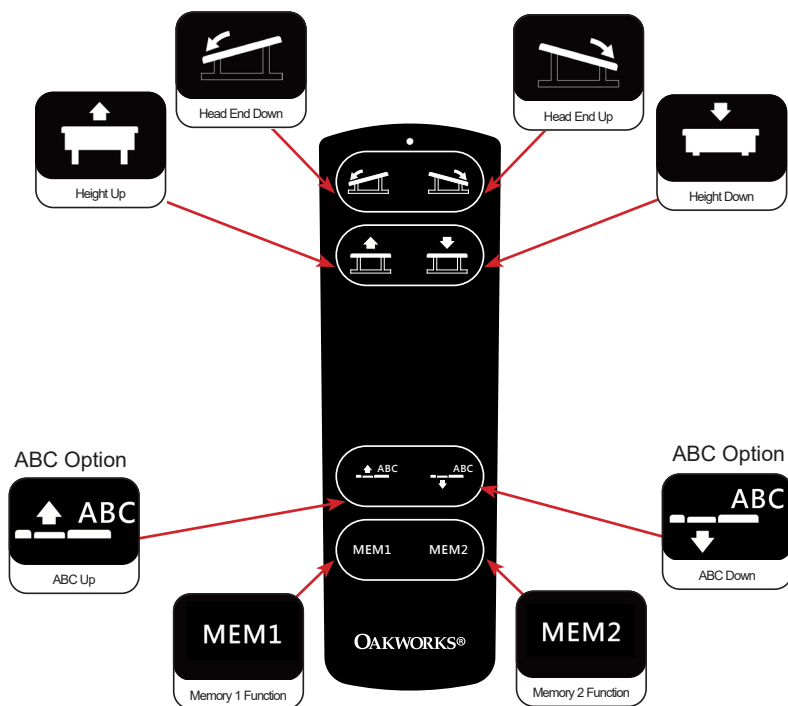 Head End Down
Head End Up
Height Up
Height Down
ABC Option
ABC
ABC Up
ABC Option
ABC
ABC Down
ABC
ABC
MEM1
MEM2
MEM1
Memory 1 Function
MEM2
Memory 2 Function
OAKWORKS®